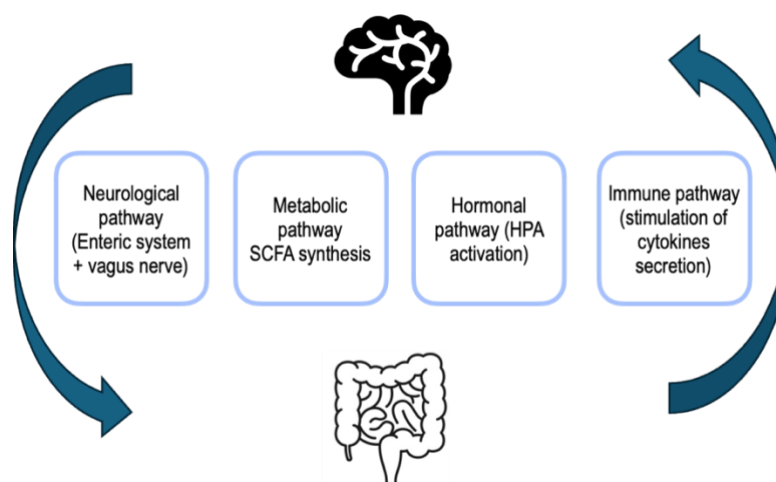 Neurological
pathway
(Enteric system
+ vagus nerve)
Metabolic
pathway
SCFA synthesis
Hormonal
pathway (HPA
activation)
Immune pathway
(stimulation of
cytokines
secretion)